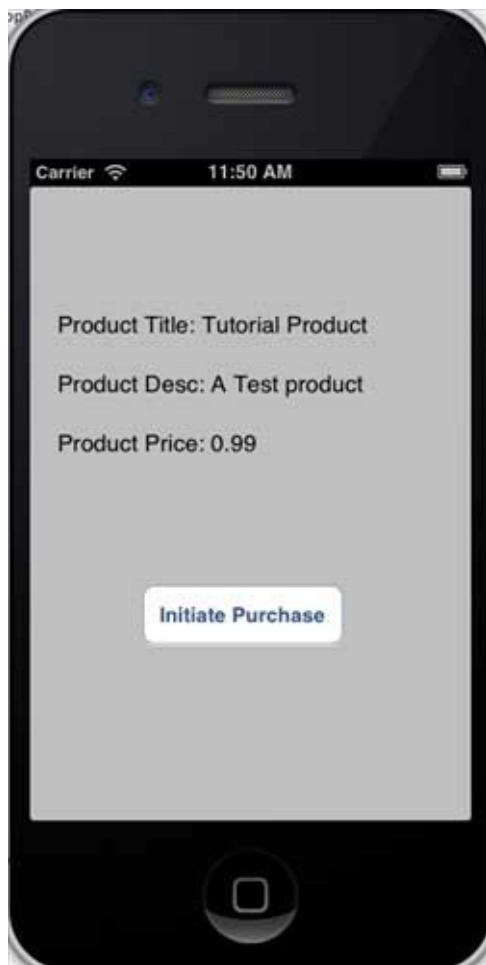 Carrier 11:50 AM
Product Title: Tutorial Product
Product Desc: A Test product
Product Price: 0.99
Initiate Purchase